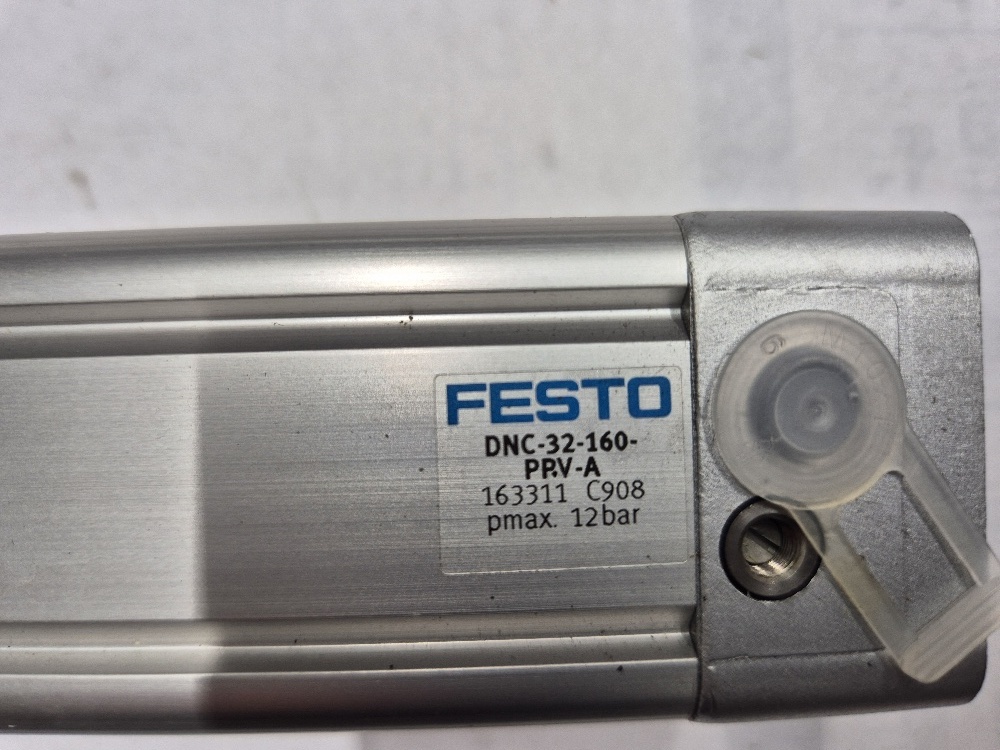 FESTO
DNC-32-160-
PPV-A
163311 C908
pmax. 12bar